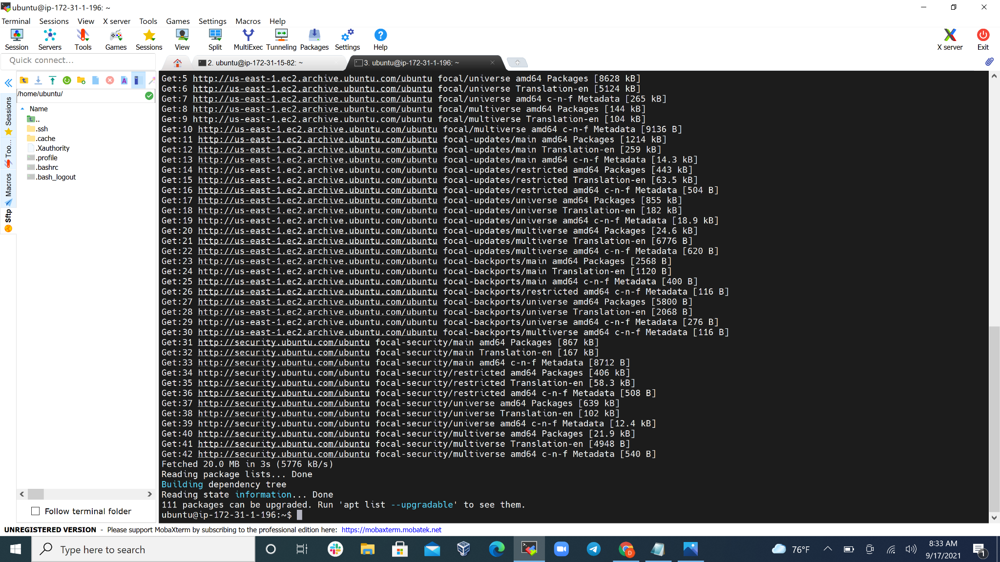 ubuntu@ip-172-31-1-196: ~
Terminal Sessions View X server Tools Games Settings Macros Help
Session Servers Tools Games Sessions View Split MultiExec Tunneling Packages Settings Help X server Exit
Quick connect...
2. ubuntu@ip-172-31-15-82: ~
3. ubuntu@ip-172-31-1-196: ~
/home/ubuntu/
Name
..
.ssh
.cache
.Xauthority
.profile
.bashrc
.bash_logout
Sessions
Too...
Macros
Sftp
Follow terminal folder
Get:5 http://us-east-1.ec2.archive.ubuntu.com/ubuntu focal/universe amd64 Packages [8628 kB]
Get:6 http://us-east-1.ec2.archive.ubuntu.com/ubuntu focal/universe Translation-en [5124 kB]
Get:7 http://us-east-1.ec2.archive.ubuntu.com/ubuntu focal/universe amd64 c-n-f Metadata [265 kB]
Get:8 http://us-east-1.ec2.archive.ubuntu.com/ubuntu focal/multiverse amd64 Packages [144 kB]
Get:9 http://us-east-1.ec2.archive.ubuntu.com/ubuntu focal/multiverse Translation-en [104 kB]
Get:10 http://us-east-1.ec2.archive.ubuntu.com/ubuntu focal/multiverse amd64 c-n-f Metadata [9136 B]
Get:11 http://us-east-1.ec2.archive.ubuntu.com/ubuntu focal-updates/main amd64 Packages [1214 kB]
Get:12 http://us-east-1.ec2.archive.ubuntu.com/ubuntu focal-updates/main Translation-en [259 kB]
Get:13 http://us-east-1.ec2.archive.ubuntu.com/ubuntu focal-updates/main amd64 c-n-f Metadata [14.3 kB]
Get:14 http://us-east-1.ec2.archive.ubuntu.com/ubuntu focal-updates/restricted amd64 Packages [443 kB]
Get:15 http://us-east-1.ec2.archive.ubuntu.com/ubuntu focal-updates/restricted Translation-en [63.5 kB]
Get:16 http://us-east-1.ec2.archive.ubuntu.com/ubuntu focal-updates/restricted amd64 c-n-f Metadata [504 B]
Get:17 http://us-east-1.ec2.archive.ubuntu.com/ubuntu focal-updates/universe amd64 Packages [855 kB]
Get:18 http://us-east-1.ec2.archive.ubuntu.com/ubuntu focal-updates/universe Translation-en [182 kB]
Get:19 http://us-east-1.ec2.archive.ubuntu.com/ubuntu focal-updates/universe amd64 c-n-f Metadata [18.9 kB]
Get:20 http://us-east-1.ec2.archive.ubuntu.com/ubuntu focal-updates/multiverse amd64 Packages [24.6 kB]
Get:21 http://us-east-1.ec2.archive.ubuntu.com/ubuntu focal-updates/multiverse Translation-en [6776 B]
Get:22 http://us-east-1.ec2.archive.ubuntu.com/ubuntu focal-updates/multiverse amd64 c-n-f Metadata [620 B]
Get:23 http://us-east-1.ec2.archive.ubuntu.com/ubuntu focal-backports/main amd64 Packages [2568 B]
Get:24 http://us-east-1.ec2.archive.ubuntu.com/ubuntu focal-backports/main Translation-en [1120 B]
Get:25 http://us-east-1.ec2.archive.ubuntu.com/ubuntu focal-backports/main amd64 c-n-f Metadata [400 B]
Get:26 http://us-east-1.ec2.archive.ubuntu.com/ubuntu focal-backports/restricted amd64 c-n-f Metadata [116 B]
Get:27 http://us-east-1.ec2.archive.ubuntu.com/ubuntu focal-backports/universe amd64 Packages [5800 B]
Get:28 http://us-east-1.ec2.archive.ubuntu.com/ubuntu focal-backports/universe Translation-en [2068 B]
Get:29 http://us-east-1.ec2.archive.ubuntu.com/ubuntu focal-backports/universe amd64 c-n-f Metadata [276 B]
Get:30 http://us-east-1.ec2.archive.ubuntu.com/ubuntu focal-backports/multiverse amd64 c-n-f Metadata [116 B]
Get:31 http://security.ubuntu.com/ubuntu focal-security/main amd64 Packages [867 kB]
Get:32 http://security.ubuntu.com/ubuntu focal-security/main Translation-en [167 kB]
Get:33 http://security.ubuntu.com/ubuntu focal-security/main amd64 c-n-f Metadata [8712 B]
Get:34 http://security.ubuntu.com/ubuntu focal-security/restricted amd64 Packages [406 kB]
Get:35 http://security.ubuntu.com/ubuntu focal-security/restricted Translation-en [58.3 kB]
Get:36 http://security.ubuntu.com/ubuntu focal-security/restricted amd64 c-n-f Metadata [508 B]
Get:37 http://security.ubuntu.com/ubuntu focal-security/universe amd64 Packages [639 kB]
Get:38 http://security.ubuntu.com/ubuntu focal-security/universe Translation-en [102 kB]
Get:39 http://security.ubuntu.com/ubuntu focal-security/universe amd64 c-n-f Metadata [12.4 kB]
Get:40 http://security.ubuntu.com/ubuntu focal-security/multiverse amd64 Packages [21.9 kB]
Get:41 http://security.ubuntu.com/ubuntu focal-security/multiverse Translation-en [4948 B]
Get:42 http://security.ubuntu.com/ubuntu focal-security/multiverse amd64 c-n-f Metadata [540 B]
Fetched 20.0 MB in 3s (5776 kB/s)
Reading package lists... Done
Building dependency tree
Reading state information... Done
111 packages can be upgraded. Run 'apt list --upgradable' to see them.
ubuntu@ip-172-31-1-196:~$
UNREGISTERED VERSION - Please support MobaXterm by subscribing to the professional edition here: https://mobaxterm.mobatek.net
Type here to search
76°F
8:33 AM
9/17/2021
1